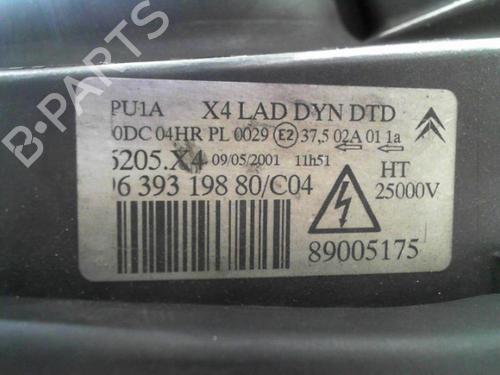 B-PARTS
PU1A X4 LAD DYN DTD
0DC 04HR PL 0029 E2 37,5 02A 01 1a
5205.X4 09/05/2001 11h51 HT
6 393 198 80/C04 25000V
89005175